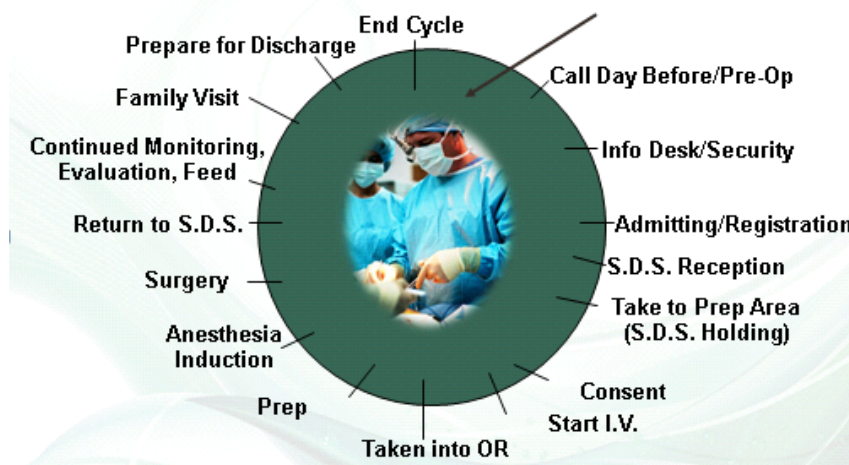 End Cycle
Call Day Before/Pre-Op
Info Desk/Security
Admitting/Registration
S.D.S. Reception
Take to Prep Area
(S.D.S. Holding)
Consent
Start I.V.
Taken into OR
Prep
Anesthesia
Induction
Surgery
Return to S.D.S.
Continued Monitoring,
Evaluation, Feed
Family Visit
Prepare for Discharge